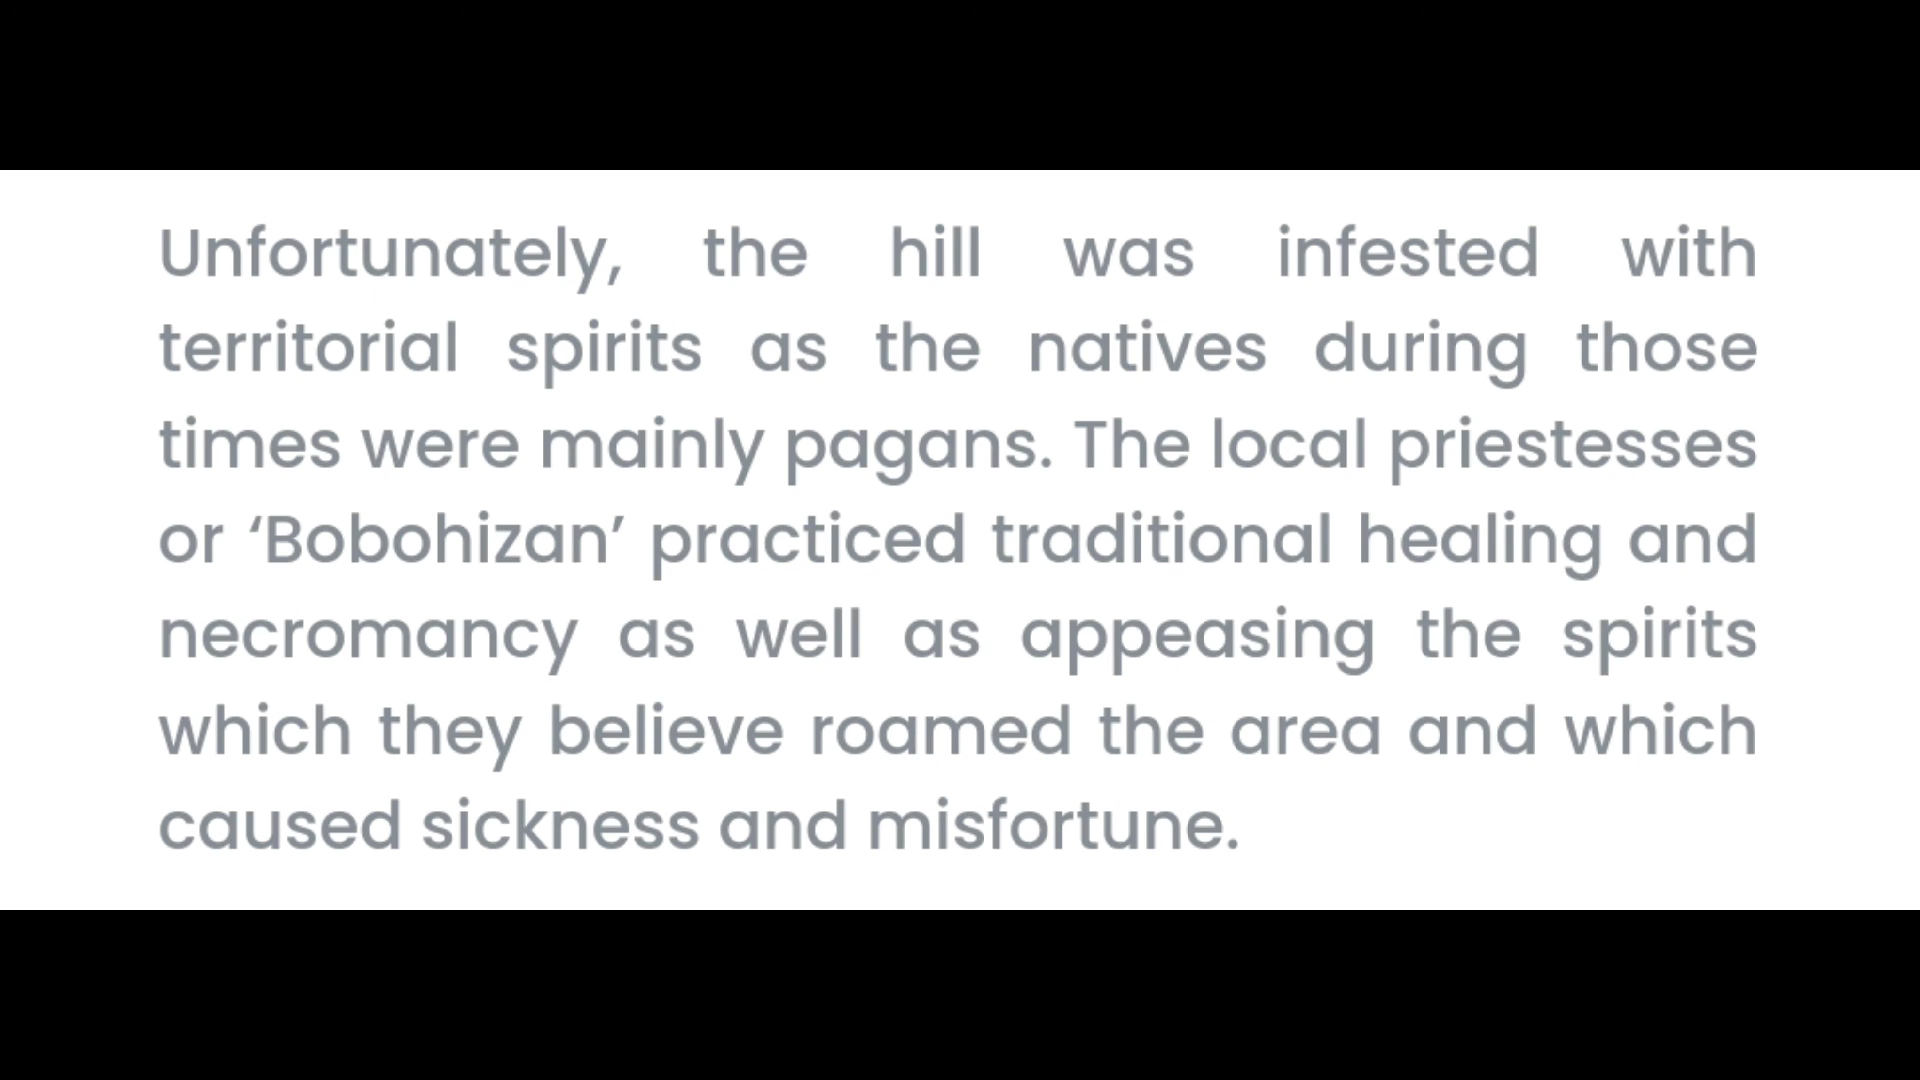 Unfortunately, the hill was infested with
territorial spirits as the natives during those
times were mainly pagans. The local priestesses
or ‘Bobohizan’ practiced traditional healing and
necromancy as well as appeasing the spirits
which they believe roamed the area and which
caused sickness and misfortune.